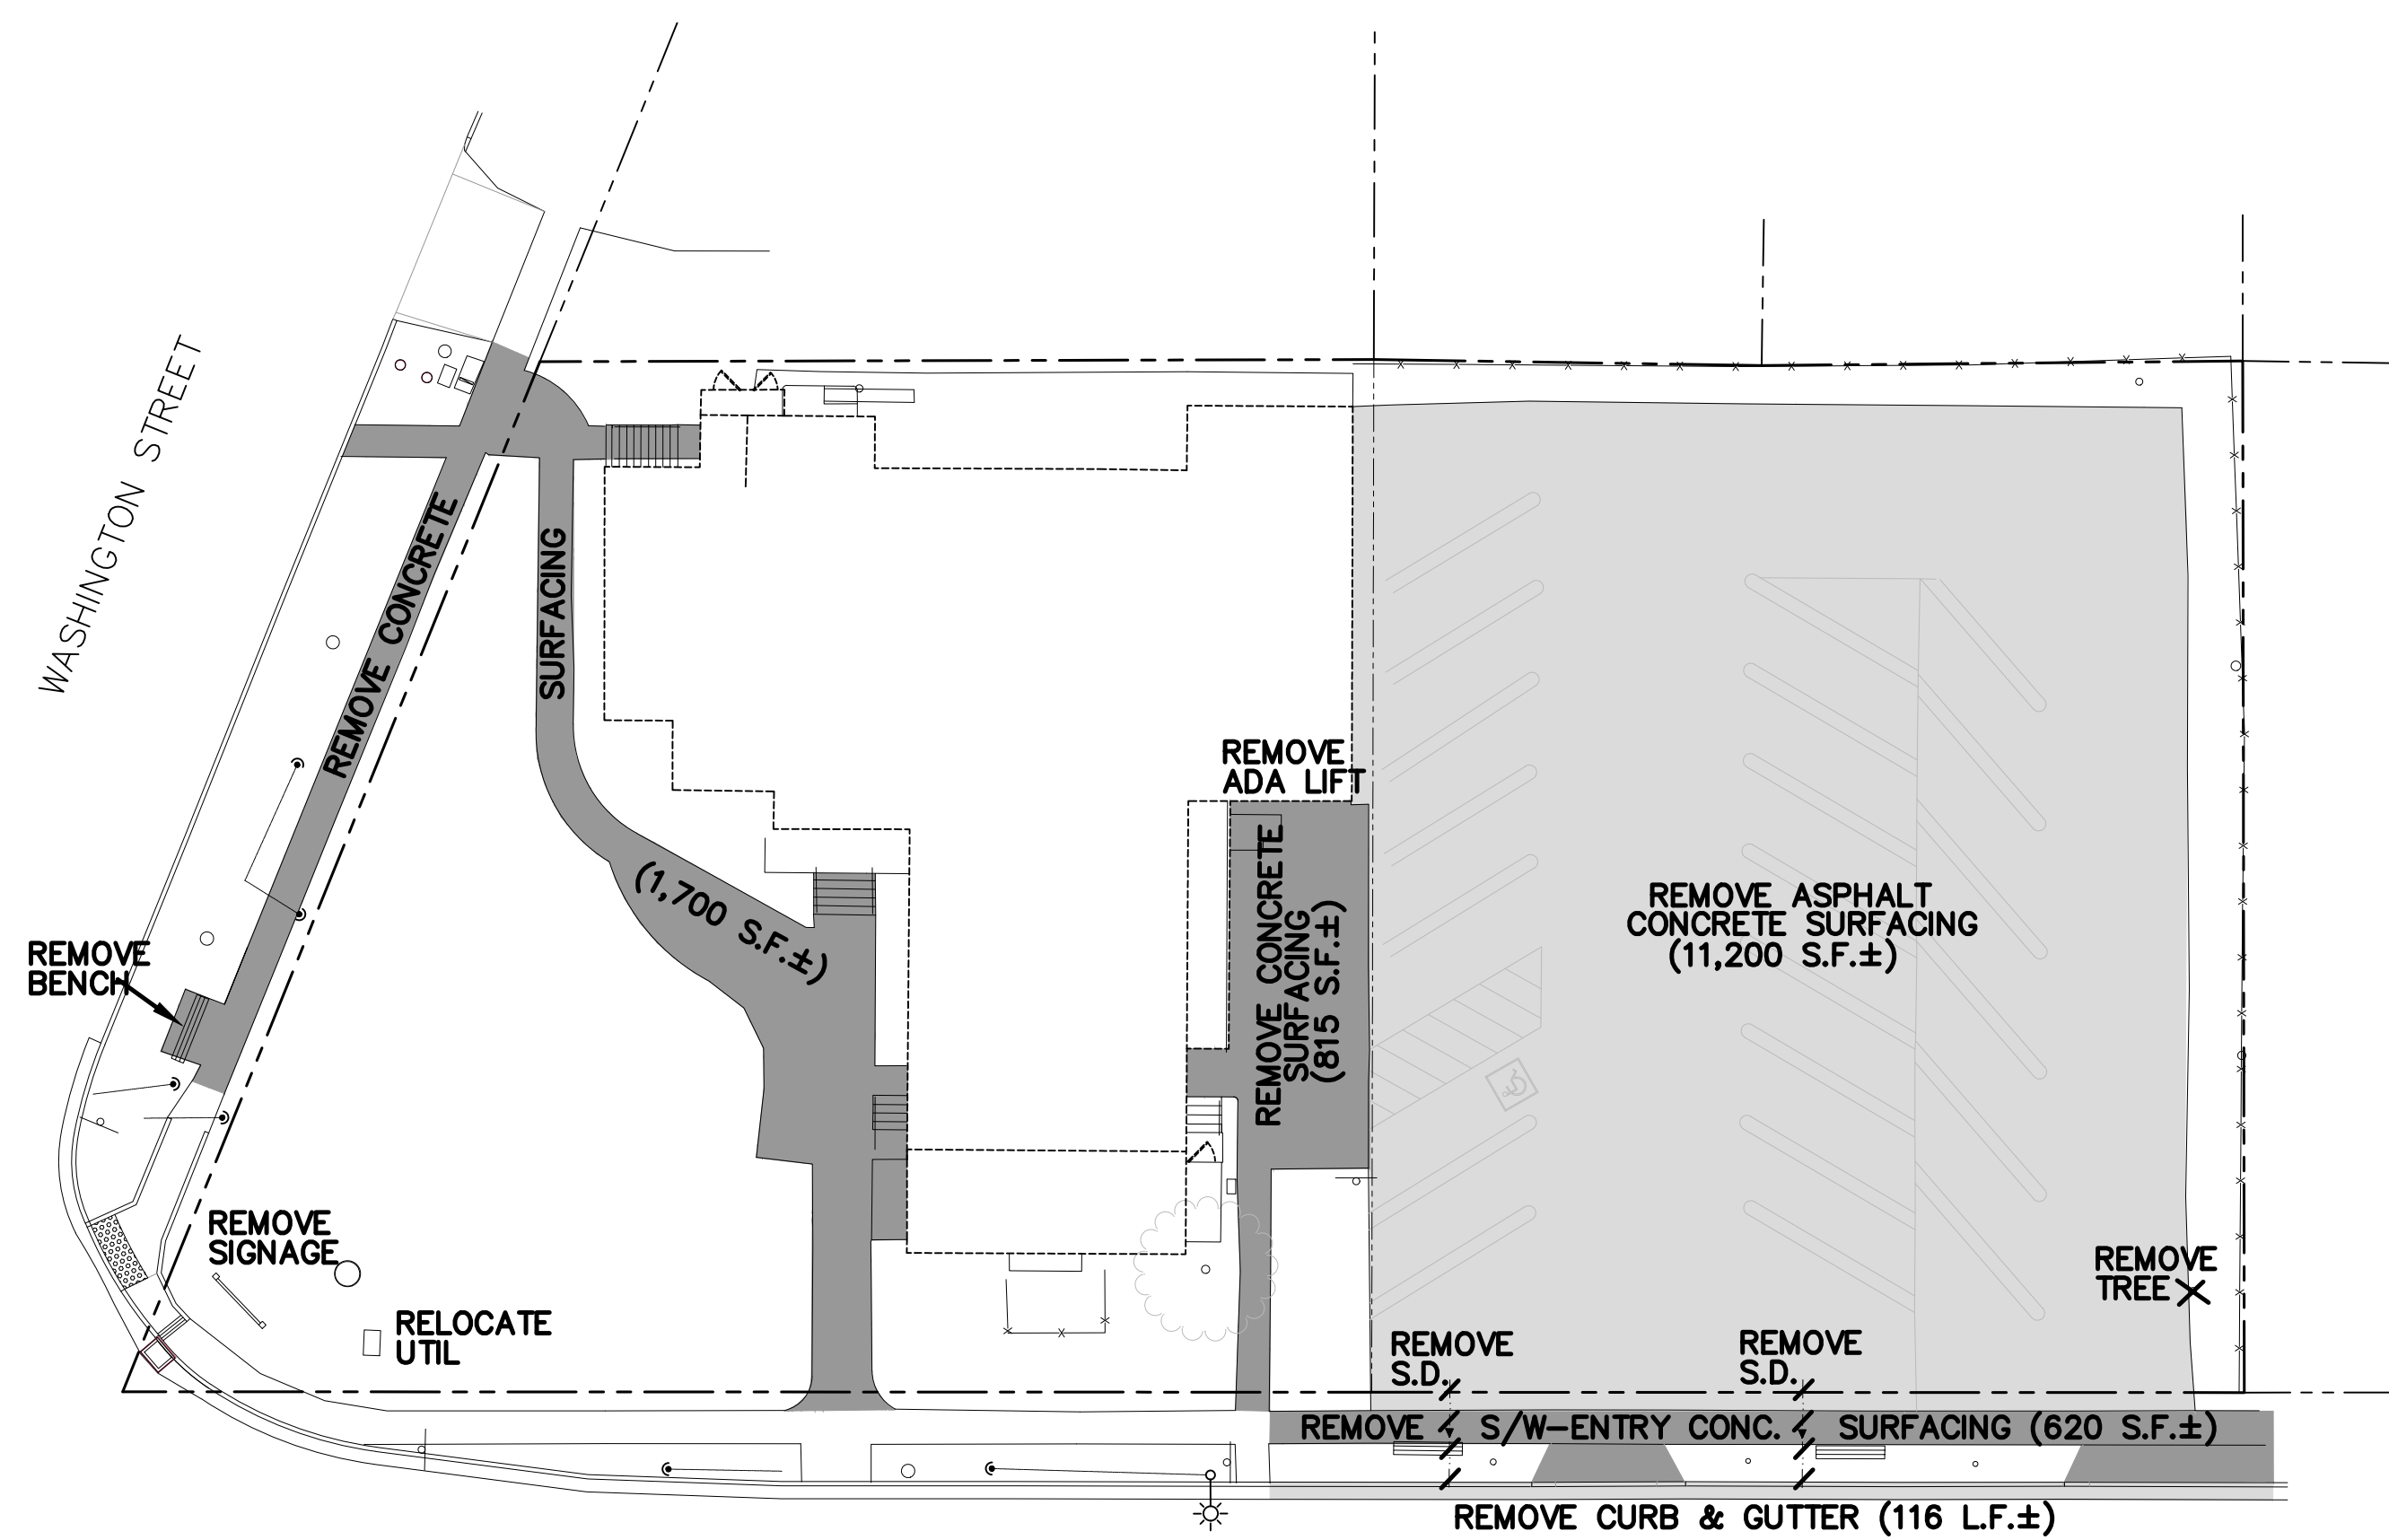 WASHINGTON STREET
REMOVE CONCRETE
SURFACING
(1,700 S.F.±)
REMOVE
ADA LIFT
REMOVE CONCRETE
SURFACING
(815 S.F.±)
REMOVE ASPHALT
CONCRETE SURFACING
(11,200 S.F.±)
REMOVE
BENCH
REMOVE
SIGNAGE
RELOCATE
UTIL
REMOVE
TREE
REMOVE
S.D.
REMOVE
S.D.
REMOVE S/W-ENTRY CONC. SURFACING (620 S.F.±)
REMOVE CURB & GUTTER (116 L.F.±)